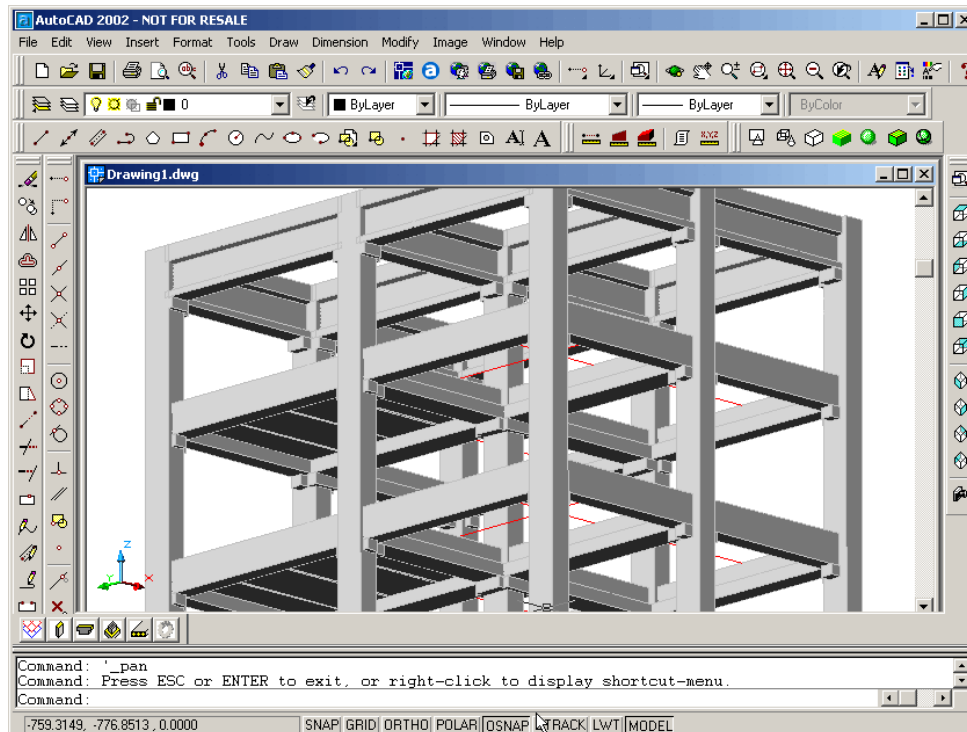 AutoCAD 2002 - NOT FOR RESALE
File Edit View Insert Format Tools Draw Dimension Modify Image Window Help
0 ByLayer ByLayer ByLayer ByColor
AI A X,Y,Z
Drawing1.dwg
Z
Y X
Command: '_pan
Command: Press ESC or ENTER to exit, or right-click to display shortcut-menu.
Command:
-759.3149, -776.8513 , 0.0000 SNAP GRID ORTHO POLAR OSNAP TRACK LWT MODEL